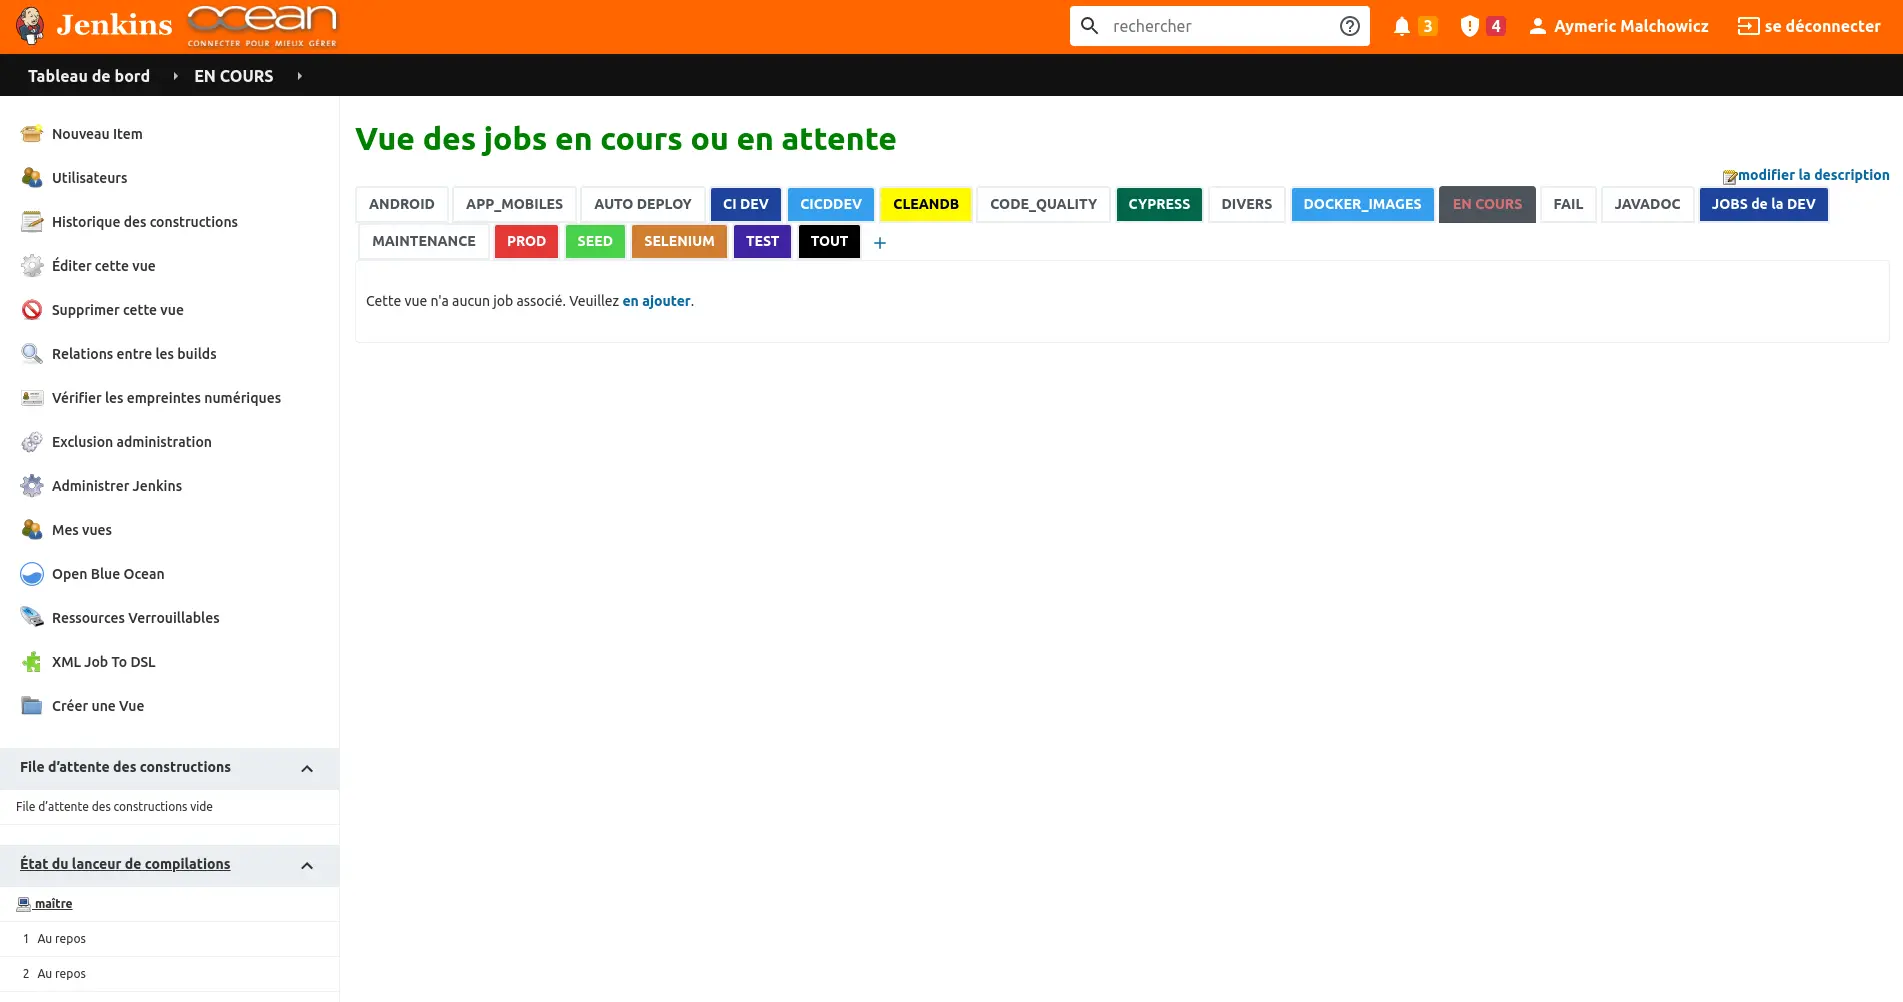 Jenkins ocean
CONNECTER POUR MIEUX GÉRER
rechercher
3
4
Aymeric Malchowicz
se déconnecter
Tableau de bord
EN COURS
Nouveau Item
Utilisateurs
Historique des constructions
Éditer cette vue
Supprimer cette vue
Relations entre les builds
Vérifier les empreintes numériques
Exclusion administration
Administrer Jenkins
Mes vues
Open Blue Ocean
Ressources Verrouillables
XML Job To DSL
Créer une Vue
File d’attente des constructions
File d’attente des constructions vide
État du lanceur de compilations
maître
1 Au repos
2 Au repos
Vue des jobs en cours ou en attente
modifier la description
ANDROID APP_MOBILES AUTO DEPLOY CI DEV CICDDEV CLEANDB CODE_QUALITY CYPRESS DIVERS DOCKER_IMAGES EN COURS FAIL JAVADOC JOBS de la DEV
MAINTENANCE PROD SEED SELENIUM TEST TOUT +
Cette vue n'a aucun job associé. Veuillez en ajouter.